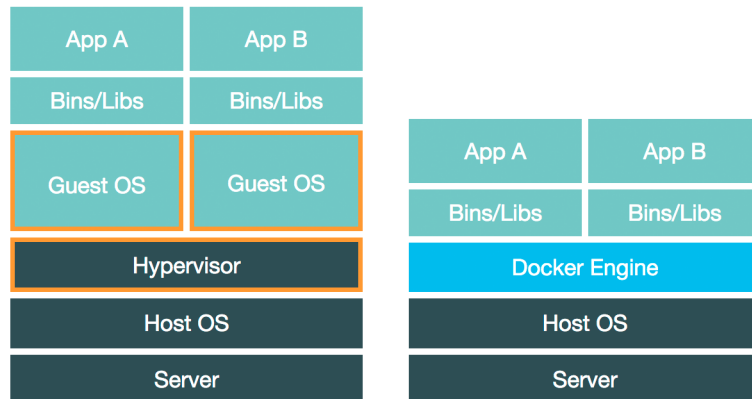 App A
App B
Bins/Libs
Bins/Libs
Guest OS
Guest OS
Hypervisor
Host OS
Server
App A
App B
Bins/Libs
Bins/Libs
Docker Engine
Host OS
Server